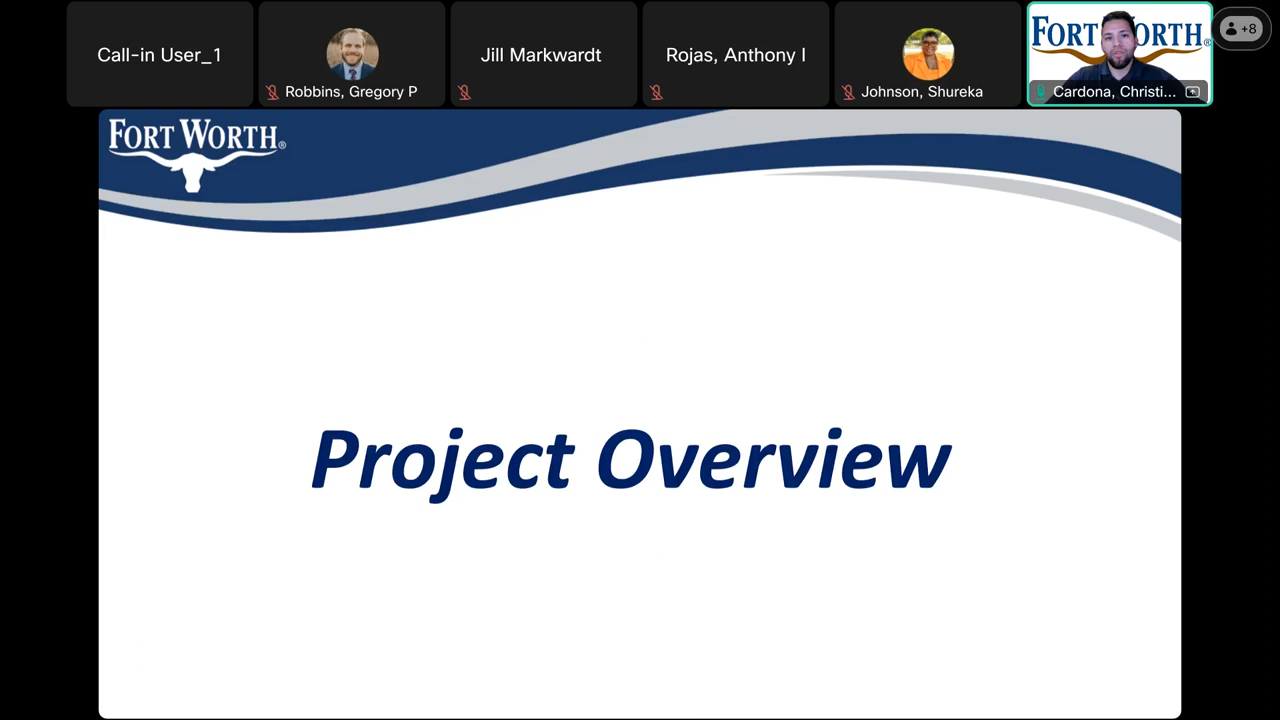 Call-in User_1
Robbins, Gregory P
Jill Markwardt
Rojas, Anthony I
Johnson, Shureka
FORT WORTH®
Cardona, Christi...
+8
FORT WORTH®
Project Overview